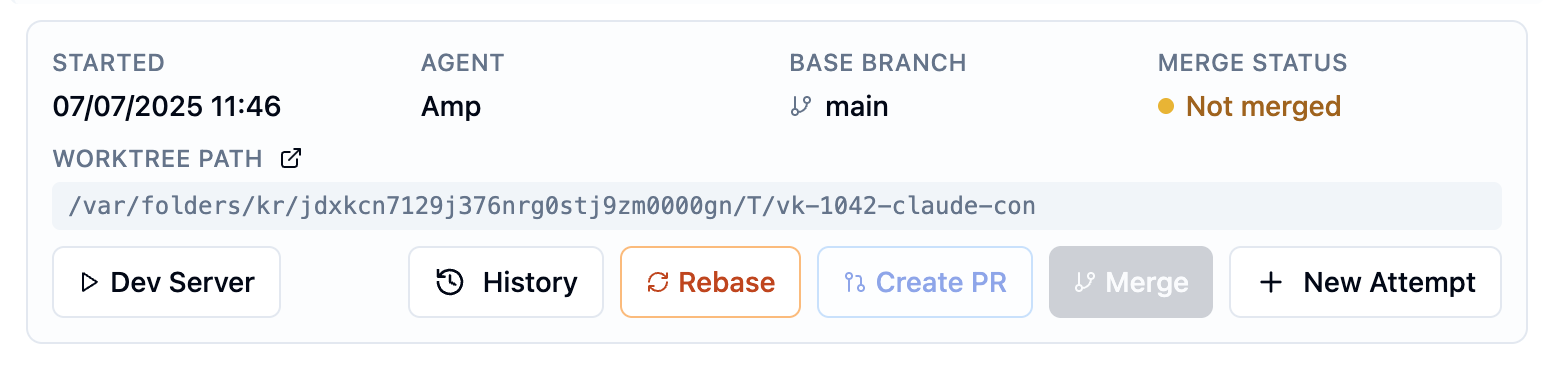 STARTED AGENT BASE BRANCH MERGE STATUS
07/07/2025 11:46 Amp main Not merged
WORKTREE PATH
/var/folders/kr/jdxkcn7129j376nrg0stj9zm0000gn/T/vk-1042-claude-con
Dev Server History Rebase Create PR Merge New Attempt